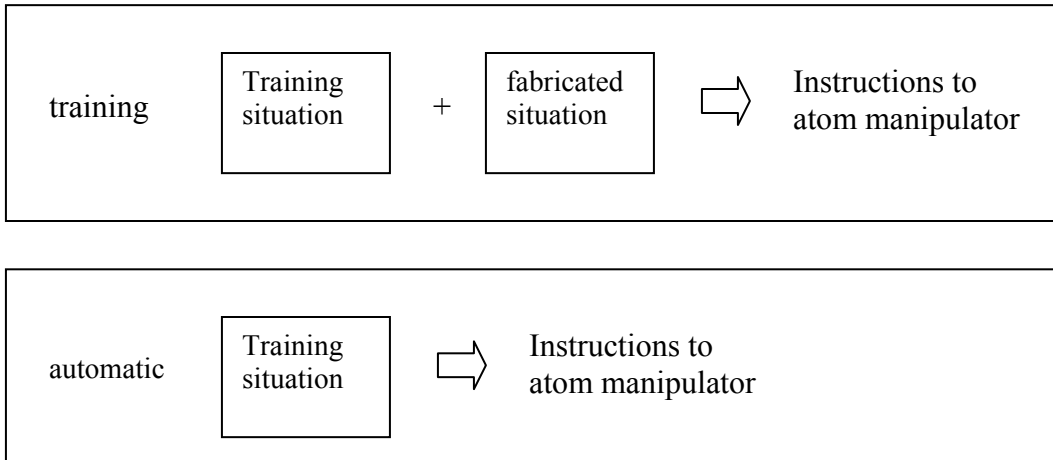 training
Training
situation
+
fabricated
situation
Instructions to
atom manipulator
automatic
Training
situation
Instructions to
atom manipulator